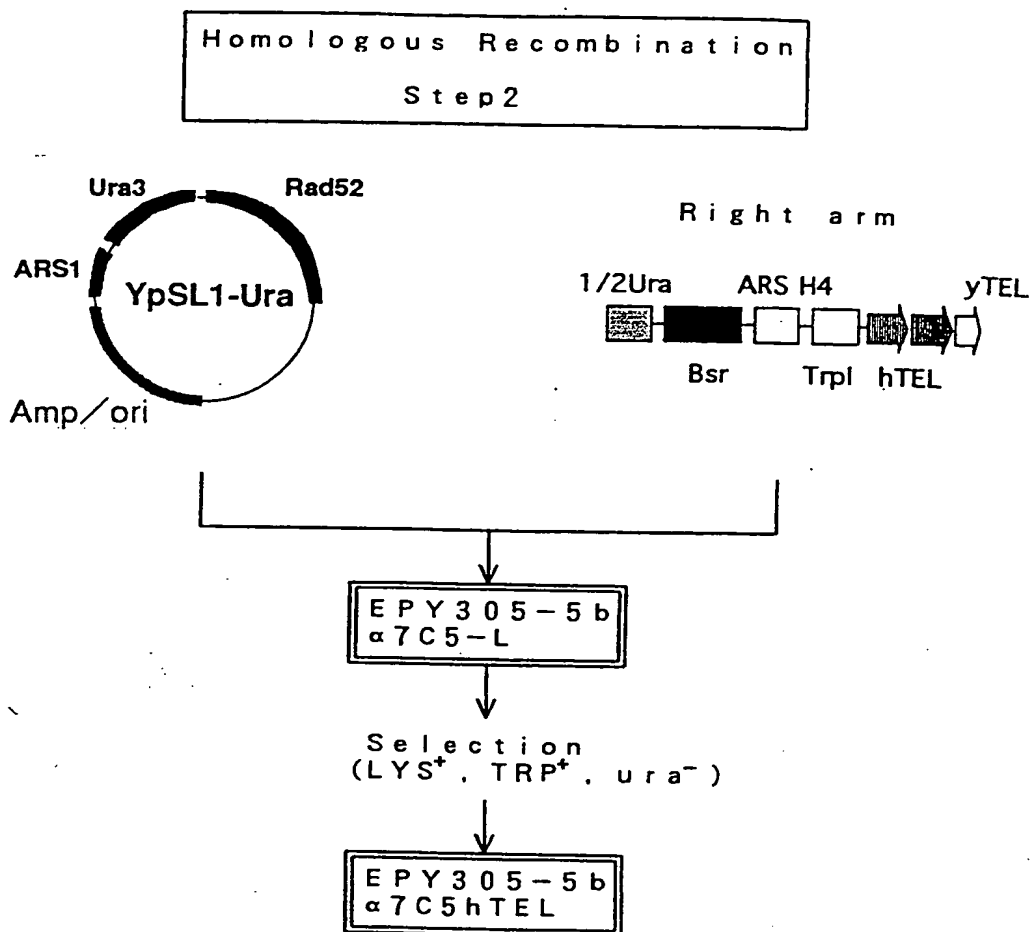 Homologous Recombination
Step2
Ura3
Rad52
ARS1
YpSL1-Ura
Amp/ori
Right arm
1/2Ura
ARS H4
yTEL
Bsr
TrpI
hTEL
EPY305-5b
α7C5-L
Selection
(LYS⁺, TRP⁺, ura⁻)
EPY305-5b
α7C5hTEL